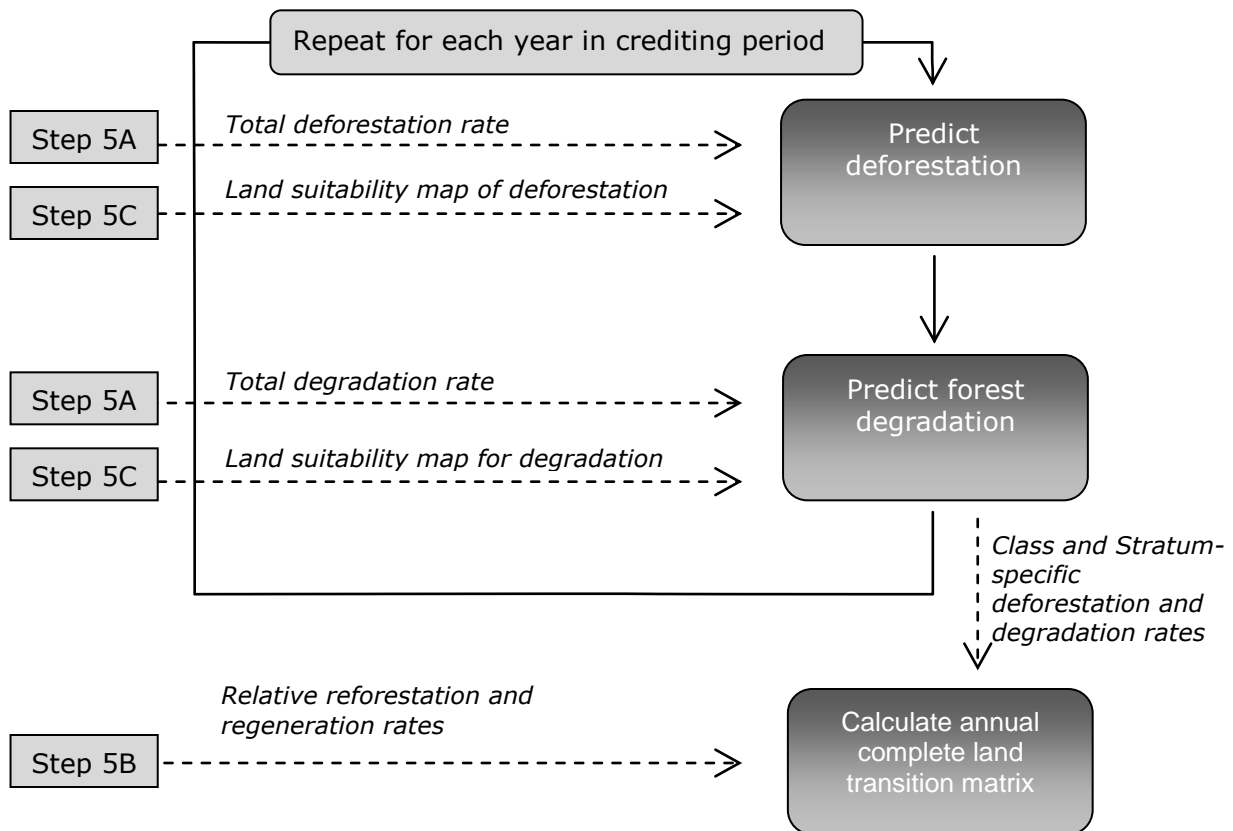 Repeat for each year in crediting period
Step 5A
Total deforestation rate
Predict
deforestation
Step 5C
Land suitability map of deforestation
Step 5A
Total degradation rate
Predict forest
degradation
Step 5C
Land suitability map for degradation
Class and Stratum-
specific
deforestation and
degradation rates
Relative reforestation and
regeneration rates
Step 5B
Calculate annual
complete land
transition matrix